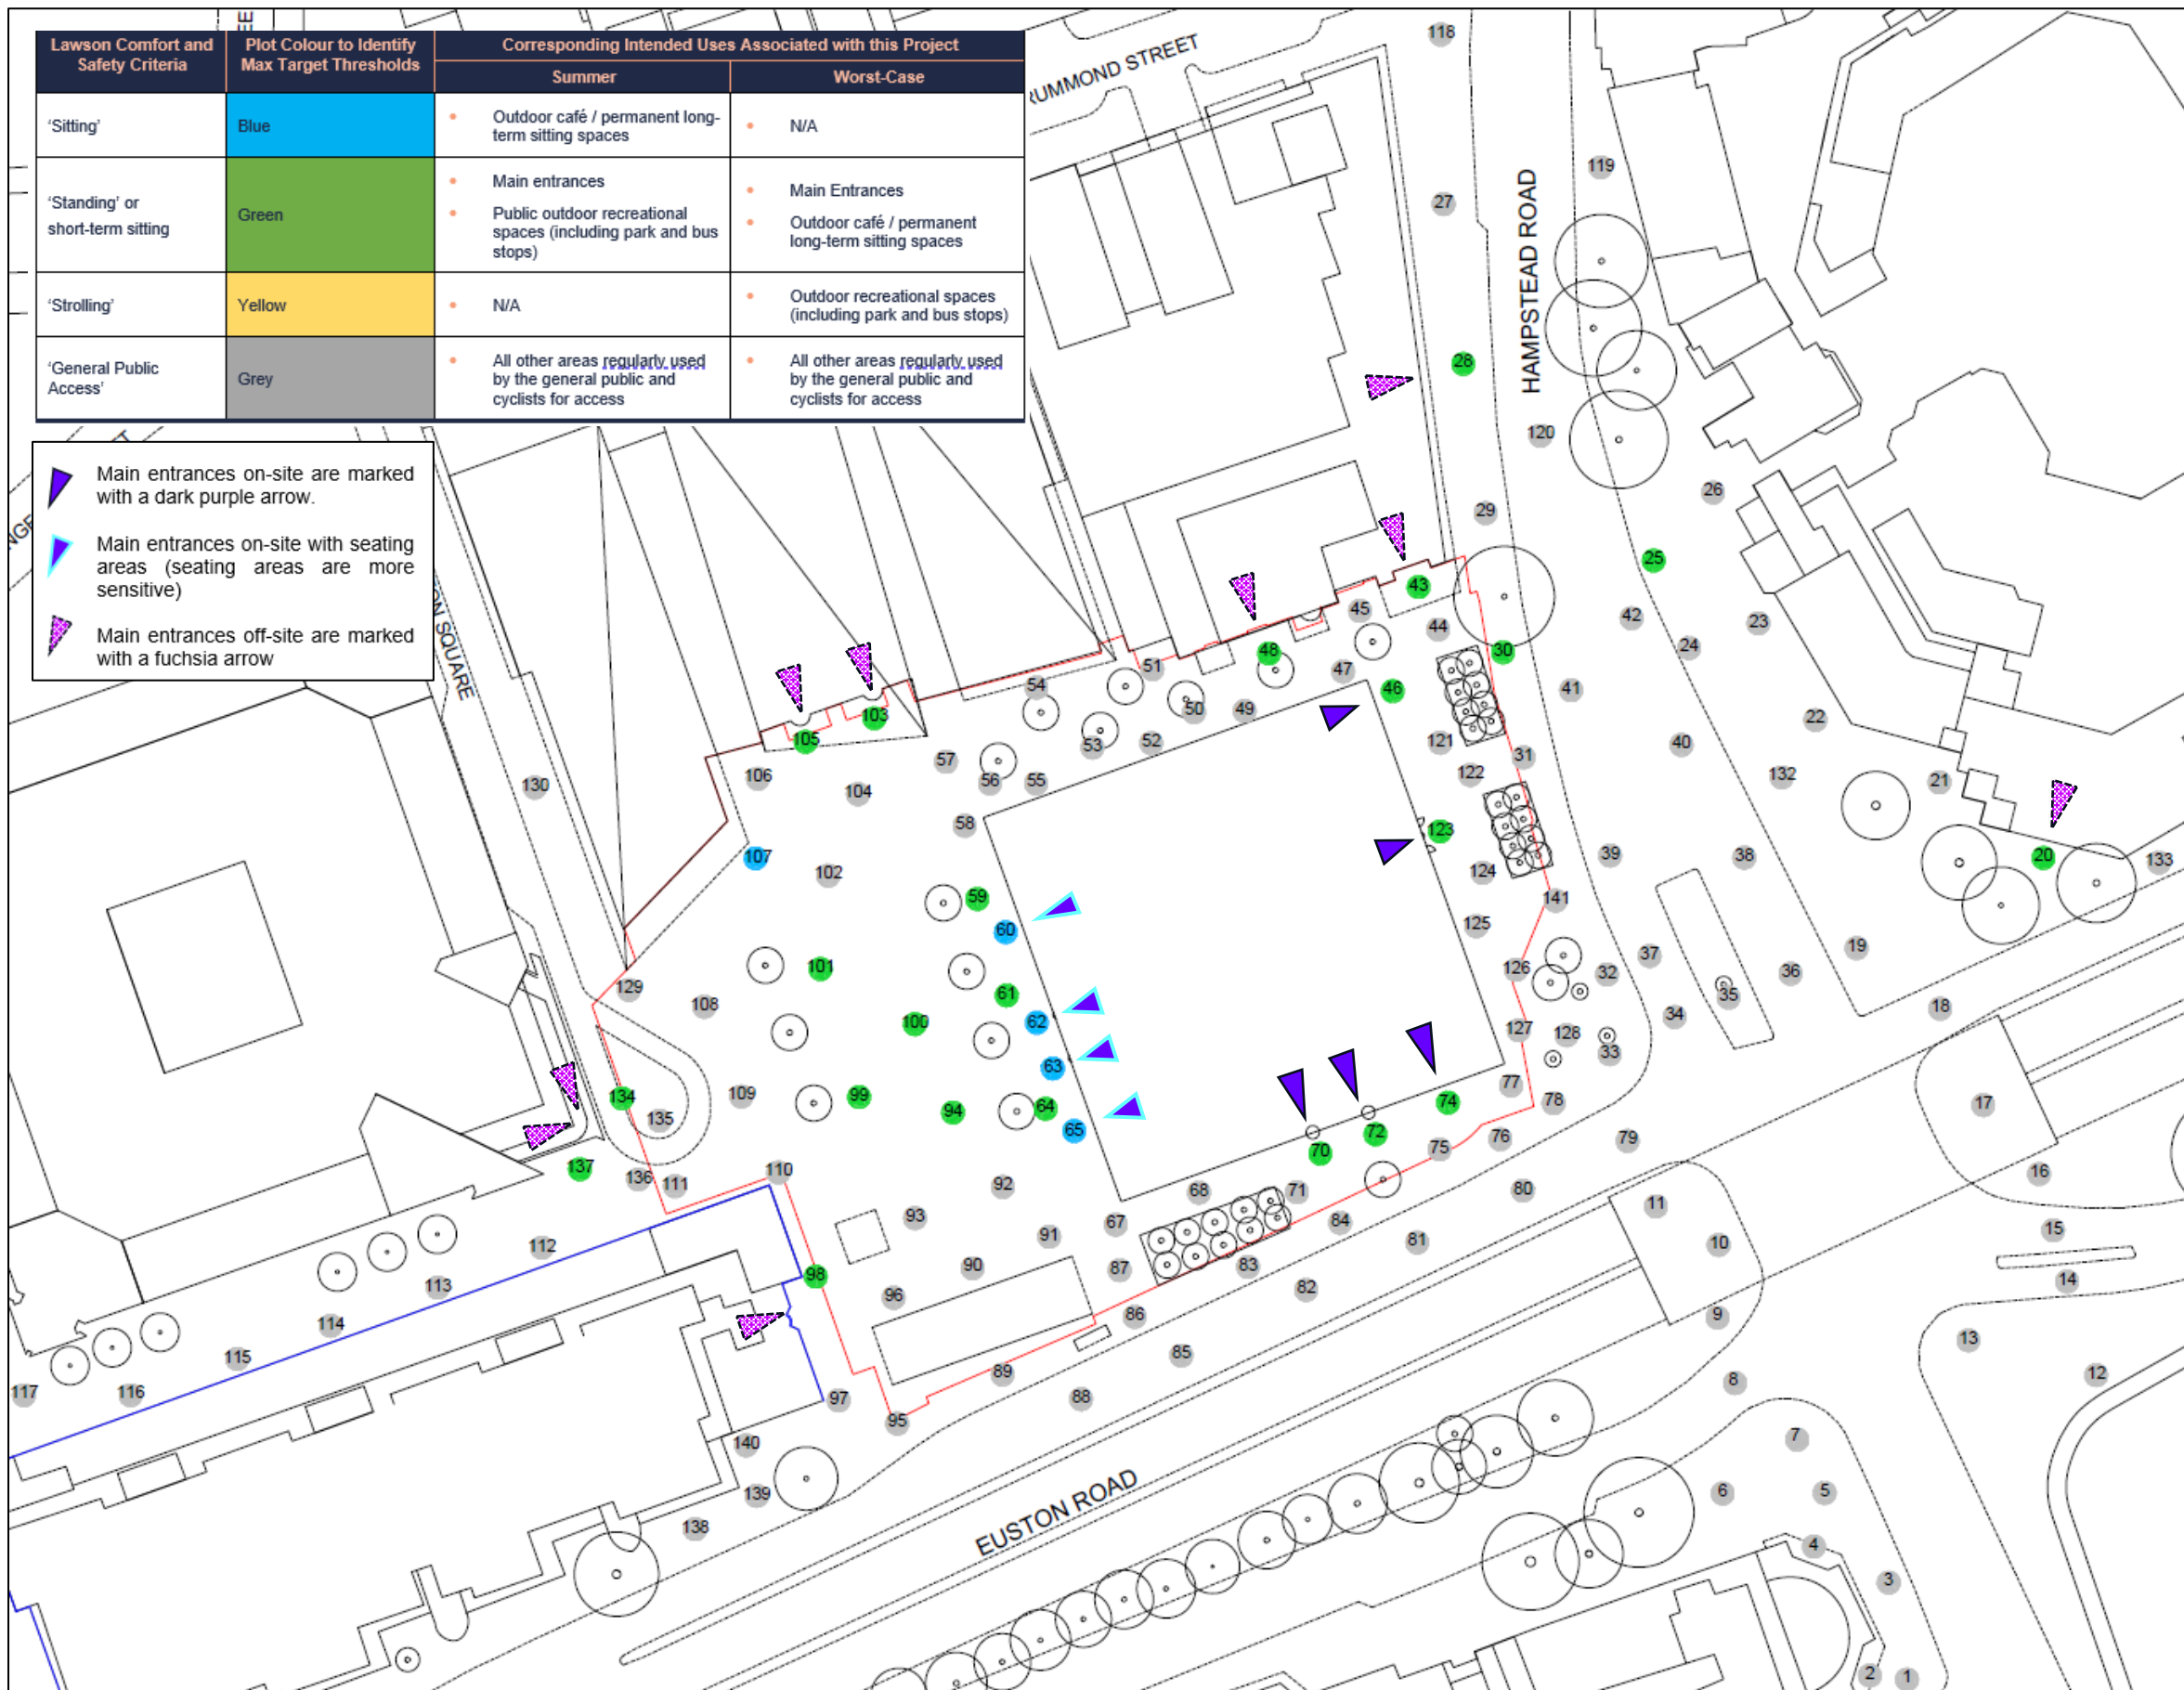 EE
Lawson Comfort and
Safety Criteria
Plot Colour to Identify
Max Target Thresholds
Corresponding Intended Uses Associated with this Project
Summer
Worst-Case
'Sitting'
Blue
Outdoor café / permanent long-
term sitting spaces
N/A
'Standing' or
short-term sitting
Green
Main entrances
Public outdoor recreational
spaces (including park and bus
stops)
Main Entrances
Outdoor café / permanent
long-term sitting spaces
'Strolling'
Yellow
N/A
Outdoor recreational spaces
(including park and bus stops)
'General Public
Access'
Grey
All other areas regularly used
by the general public and
cyclists for access
All other areas regularly used
by the general public and
cyclists for access
Main entrances on-site are marked
with a dark purple arrow.
Main entrances on-site with seating
areas (seating areas are more
sensitive)
Main entrances off-site are marked
with a fuchsia arrow
RUMMOND STREET
HAMPSTEAD ROAD
NGE
T
ON SQUARE
EUSTON ROAD
118
119
27
28
120
26
29
25
43
45
42
23
44
24
48
30
51
47
54
46
41
50
49
103
22
105
121
52
40
53
31
57
122
132
106
56
55
21
104
58
123
39
38
20
107
133
102
124
59
141
125
60
19
37
101
126
32
36
129
61
35
108
18
34
100
62
127
128
33
63
77
130
109
99
134
78
74
64
17
94
135
65
72
79
76
75
70
137
110
16
136
111
92
80
68
71
11
93
67
84
15
91
112
81
10
90
87
83
98
14
113
82
96
86
9
114
13
85
115
89
12
8
117
116
97
88
95
7
140
139
6
5
138
4
3
2
1